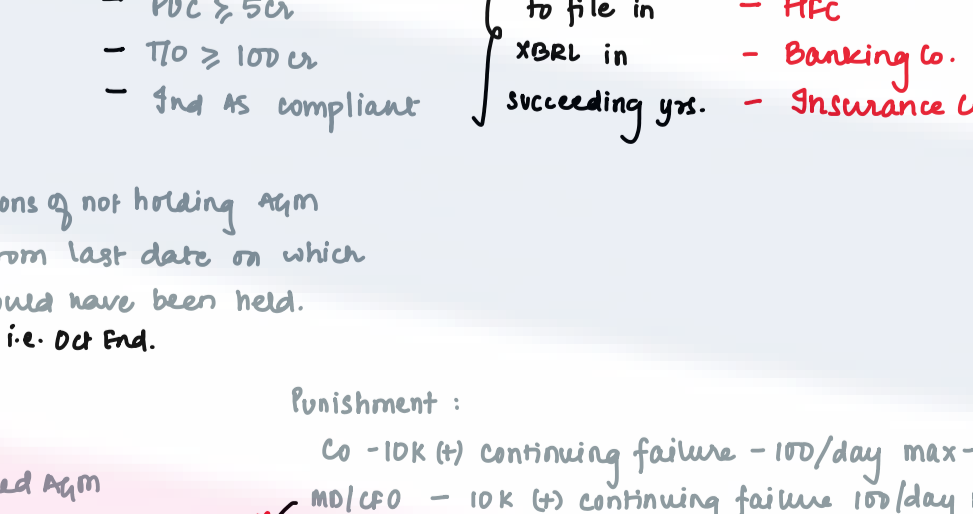 PUC ≥ 5cr
- T/O ≥ 100 cr
- Ind AS compliant
to file in
XBRL in
succeeding yrs.
- HFC
- Banking Co.
- Insurance C
ons of not holding AGM
rom last date on which
ould have been held.
i.e. Oct End.
Punishment :
Co - 10K (+) continuing failure - 100/day max -
MD/CFO - 10K (+) continuing failure 100/day
ed AGM